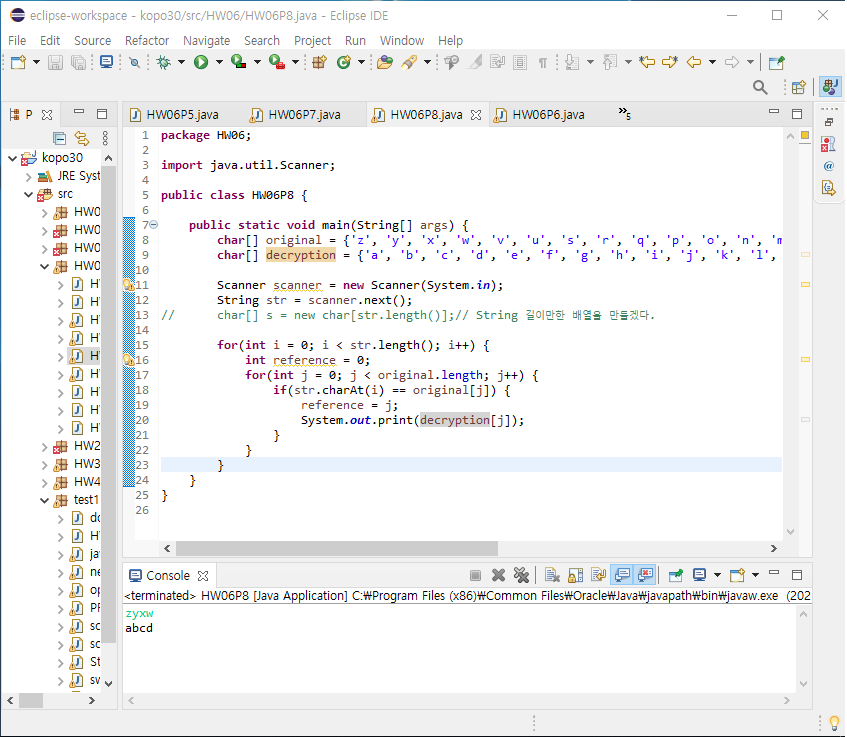 eclipse-workspace - kopo30/src/HW06/HW06P8.java - Eclipse IDE
File Edit Source Refactor Navigate Search Project Run Window Help
P
HW06P5.java HW06P7.java HW06P8.java HW06P6.java »5
kopo30
JRE Syst
src
HW0
HW0
HW0
HW0
H
H
H
H
H
H
H
H
H
HW2
HW3
HW4
test1
do
H
ja
ne
op
PF
sc
sc
St
sv
1 package HW06;
2
3 import java.util.Scanner;
4
5 public class HW06P8 {
6
7 public static void main(String[] args) {
8 char[] original = {'z', 'y', 'x', 'w', 'v', 'u', 's', 'r', 'q', 'p', 'o', 'n', 'm
9 char[] decryption = {'a', 'b', 'c', 'd', 'e', 'f', 'g', 'h', 'i', 'j', 'k', 'l',
10
11 Scanner scanner = new Scanner(System.in);
12 String str = scanner.next();
13 // char[] s = new char[str.length()];// String 길이만한 배열을 만들겠다.
14
15 for(int i = 0; i < str.length(); i++) {
16 int reference = 0;
17 for(int j = 0; j < original.length; j++) {
18 if(str.charAt(i) == original[j]) {
19 reference = j;
20 System.out.print(decryption[j]);
21 }
22 }
23 }
24 }
25 }
26
Console
<terminated> HW06P8 [Java Application] C:₩Program Files (x86)₩Common Files₩Oracle₩Java₩javapath₩bin₩javaw.exe (202
zyxw
abcd